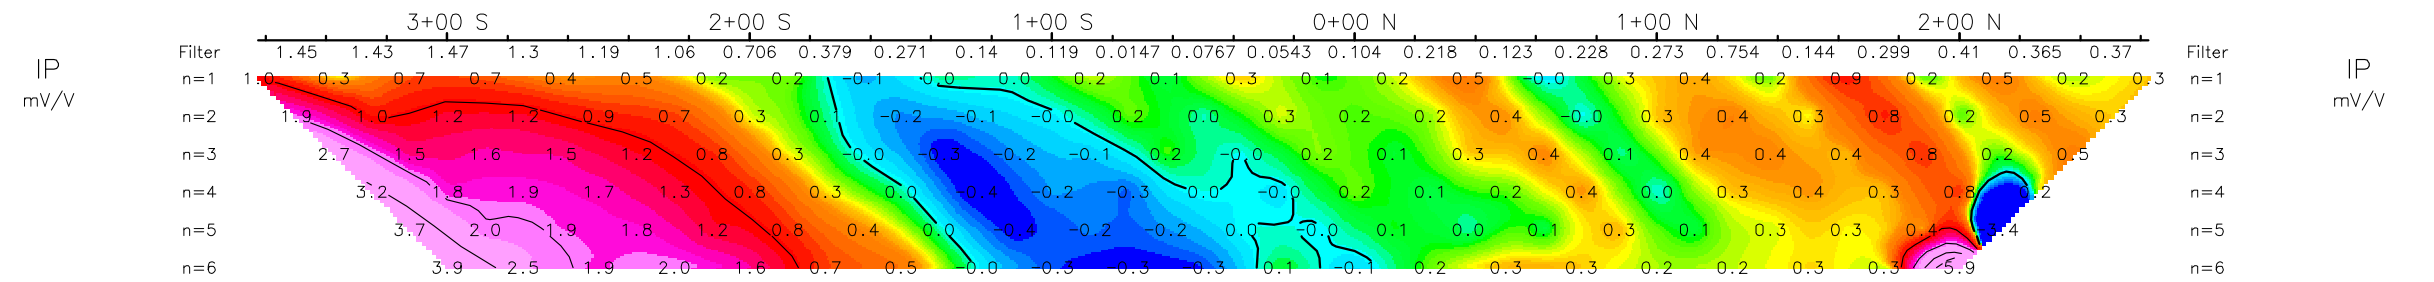 3+00 S 2+00 S 1+00 S 0+00 N 1+00 N 2+00 N
Filter 1.45 1.43 1.47 1.3 1.19 1.06 0.706 0.379 0.271 0.14 0.119 0.0147 0.0767 0.0543 0.104 0.218 0.123 0.228 0.273 0.754 0.144 0.299 0.41 0.365 0.37 Filter
IP IP
n=1 1.0 0.3 0.7 0.7 0.4 0.5 0.2 0.2 -0.1 -0.0 0.0 0.2 0.1 0.3 0.1 0.2 0.5 -0.0 0.3 0.4 0.2 0.9 0.2 0.5 0.2 0.3 n=1
mV/V mV/V
n=2 1.9 1.0 1.2 1.2 0.9 0.7 0.3 0.1 -0.2 -0.1 -0.0 0.2 0.0 0.3 0.2 0.2 0.4 -0.0 0.3 0.4 0.3 0.8 0.2 0.5 0.3 n=2
n=3 2.7 1.5 1.6 1.5 1.2 0.8 0.3 -0.0 -0.3 -0.2 -0.1 0.2 -0.0 0.2 0.1 0.3 0.4 0.1 0.4 0.4 0.4 0.8 0.2 0.5 n=3
n=4 3.2 1.8 1.9 1.7 1.3 0.8 0.3 0.0 -0.4 -0.2 -0.3 0.0 -0.0 0.2 0.1 0.2 0.4 0.0 0.3 0.4 0.3 0.8 0.2 n=4
n=5 3.7 2.0 1.9 1.8 1.2 0.8 0.4 0.0 -0.4 -0.2 -0.2 0.0 -0.0 0.1 0.0 0.1 0.3 0.1 0.3 0.3 0.4 n=5
n=6 3.9 2.5 1.9 2.0 1.6 0.7 0.5 -0.0 -0.3 -0.3 -0.3 0.1 -0.1 0.2 0.3 0.3 0.2 0.2 0.3 0.3 5.9 n=6